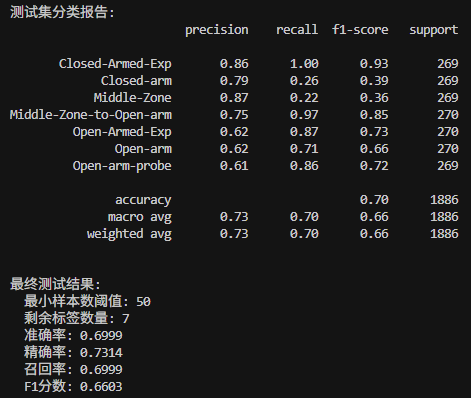 测试集分类报告:
precision recall f1-score support
Closed-Armed-Exp 0.86 1.00 0.93 269
Closed-arm 0.79 0.26 0.39 269
Middle-Zone 0.87 0.22 0.36 269
Middle-Zone-to-Open-arm 0.75 0.97 0.85 270
Open-Armed-Exp 0.62 0.87 0.73 270
Open-arm 0.62 0.71 0.66 270
Open-arm-probe 0.61 0.86 0.72 269
accuracy 0.70 1886
macro avg 0.73 0.70 0.66 1886
weighted avg 0.73 0.70 0.66 1886
最终测试结果:
最小样本数阈值: 50
剩余标签数量: 7
准确率: 0.6999
精确率: 0.7314
召回率: 0.6999
F1分数: 0.6603